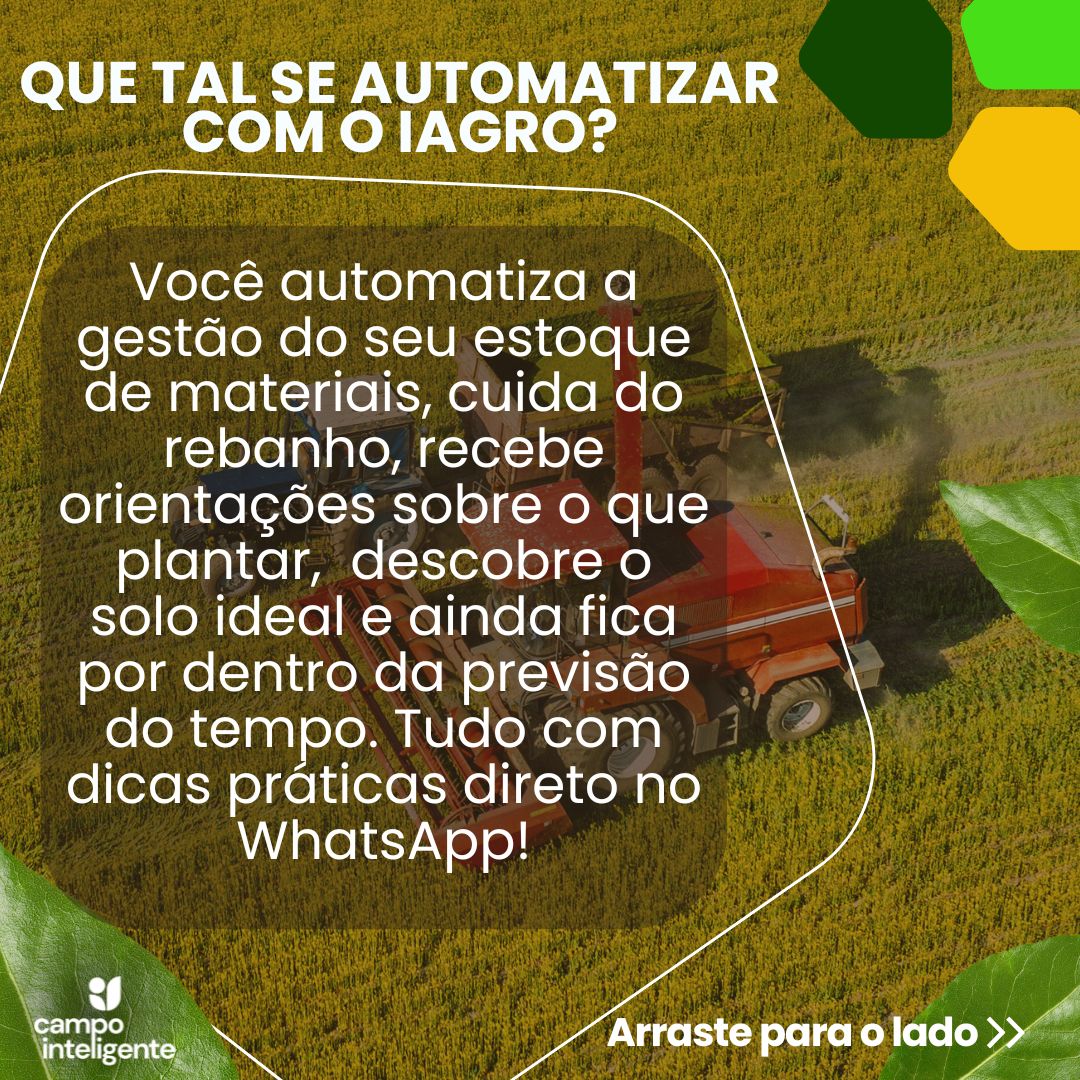 QUE TAL SE AUTOMATIZAR
COM O IAGRO?
Você automatiza a
gestão do seu estoque
de materiais, cuida do
rebanho, recebe
orientações sobre o que
plantar,  descobre o
solo ideal e ainda fica
por dentro da previsão
do tempo. Tudo com
dicas práticas direto no
WhatsApp!
campo
inteligente
Arraste para o lado